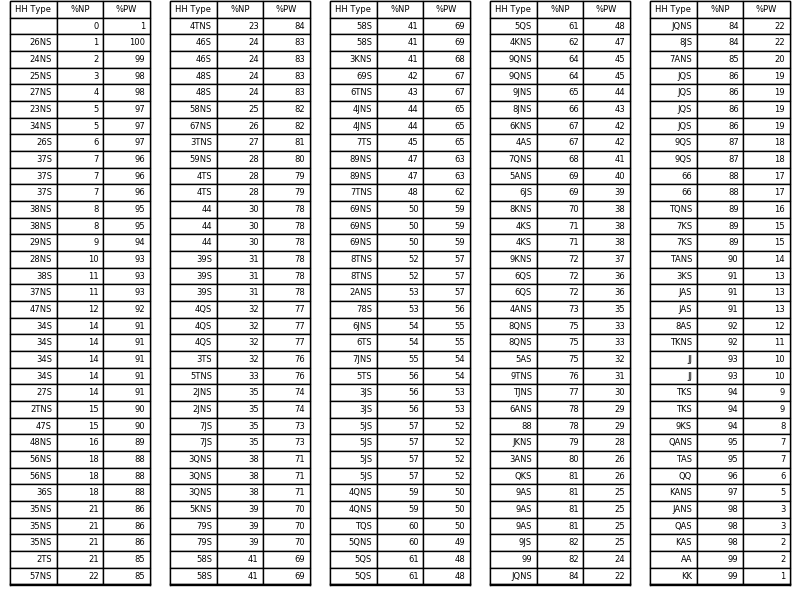 HH Type %NP %PW
0 1
26NS 1 100
24NS 2 99
25NS 3 98
27NS 4 98
23NS 5 97
34NS 5 97
26S 6 97
37S 7 96
37S 7 96
37S 7 96
38NS 8 95
38NS 8 95
29NS 9 94
28NS 10 93
38S 11 93
37NS 11 93
47NS 12 92
34S 14 91
34S 14 91
34S 14 91
34S 14 91
27S 14 91
2TNS 15 90
47S 15 90
48NS 16 89
56NS 18 88
56NS 18 88
36S 18 88
35NS 21 86
35NS 21 86
35NS 21 86
2TS 21 85
57NS 22 85
HH Type %NP %PW
4TNS 23 84
46S 24 83
46S 24 83
48S 24 83
48S 24 83
58NS 25 82
67NS 26 82
3TNS 27 81
59NS 28 80
4TS 28 79
4TS 28 79
44 30 78
44 30 78
44 30 78
39S 31 78
39S 31 78
39S 31 78
4QS 32 77
4QS 32 77
4QS 32 77
3TS 32 76
5TNS 33 76
2JNS 35 74
2JNS 35 74
7JS 35 73
7JS 35 73
3QNS 38 71
3QNS 38 71
3QNS 38 71
5KNS 39 70
79S 39 70
79S 39 70
58S 41 69
58S 41 69
HH Type %NP %PW
58S 41 69
58S 41 69
3KNS 41 68
69S 42 67
6TNS 43 67
4JNS 44 65
4JNS 44 65
7TS 45 65
89NS 47 63
89NS 47 63
7TNS 48 62
69NS 50 59
69NS 50 59
69NS 50 59
8TNS 52 57
8TNS 52 57
2ANS 53 57
78S 53 56
6JNS 54 55
6TS 54 55
7JNS 55 54
5TS 56 54
3JS 56 53
3JS 56 53
5JS 57 52
5JS 57 52
5JS 57 52
5JS 57 52
4QNS 59 50
4QNS 59 50
TQS 60 50
5QNS 60 49
5QS 61 48
5QS 61 48
HH Type %NP %PW
5QS 61 48
4KNS 62 47
9QNS 64 45
9QNS 64 45
9JNS 65 44
8JNS 66 43
6KNS 67 42
4AS 67 42
7QNS 68 41
5ANS 69 40
6JS 69 39
8KNS 70 38
4KS 71 38
4KS 71 38
9KNS 72 37
6QS 72 36
6QS 72 36
4ANS 73 35
8QNS 75 33
8QNS 75 33
5AS 75 32
9TNS 76 31
TJNS 77 30
6ANS 78 29
88 78 29
JKNS 79 28
3ANS 80 26
QKS 81 26
9AS 81 25
9AS 81 25
9AS 81 25
9JS 82 25
99 82 24
JQNS 84 22
HH Type %NP %PW
JQNS 84 22
8JS 84 22
7ANS 85 20
JQS 86 19
JQS 86 19
JQS 86 19
JQS 86 19
9QS 87 18
9QS 87 18
66 88 17
66 88 17
TQNS 89 16
7KS 89 15
7KS 89 15
TANS 90 14
3KS 91 13
JAS 91 13
JAS 91 13
8AS 92 12
TKNS 92 11
JJ 93 10
JJ 93 10
TKS 94 9
TKS 94 9
9KS 94 8
QANS 95 7
TAS 95 7
QQ 96 6
KANS 97 5
JANS 98 3
QAS 98 3
KAS 98 2
AA 99 2
KK 99 1